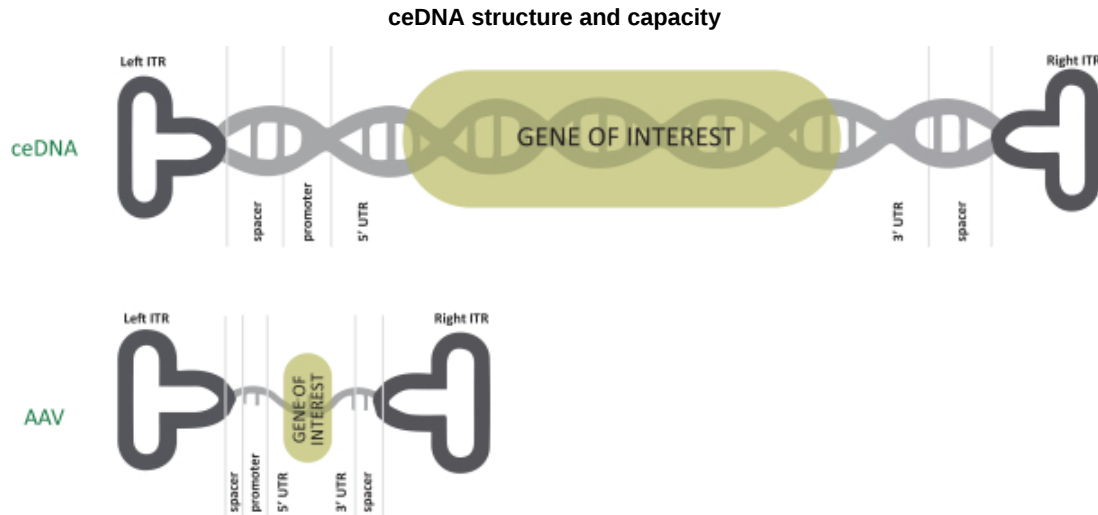 ceDNA structure and capacity
Left ITR
Right ITR
ceDNA
GENE OF INTEREST
spacer
promoter
5' UTR
3' UTR
spacer
Left ITR
Right ITR
AAV
GENE OF
INTEREST
spacer
promoter
5' UTR
3' UTR
spacer